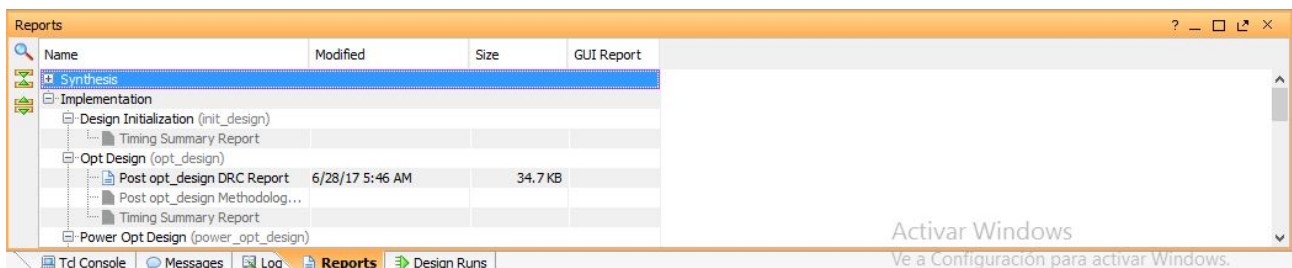 Reports ? 
Name Modified Size GUI Report
Synthesis
Implementation
Design Initialization (init_design)
Timing Summary Report
Opt Design (opt_design)
Post opt_design DRC Report 6/28/17 5:46 AM 34.7 KB
Post opt_design Methodolog...
Timing Summary Report
Power Opt Design (power_opt_design)
Activar Windows
Ve a Configuración para activar Windows.
Tcl Console Messages Log Reports Design Runs